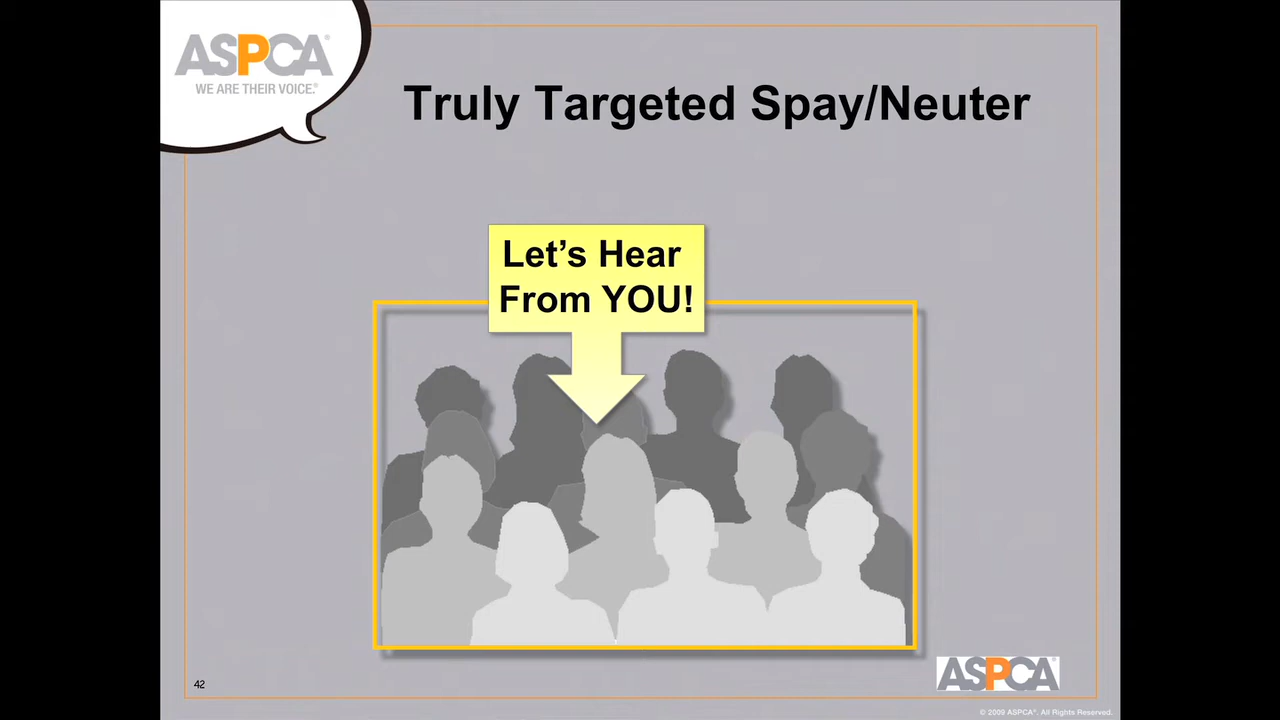 ASPCA®
WE ARE THEIR VOICE.®
Truly Targeted Spay/Neuter
Let’s Hear
From YOU!
42
ASPCA®
© 2009 ASPCA®. All Rights Reserved.